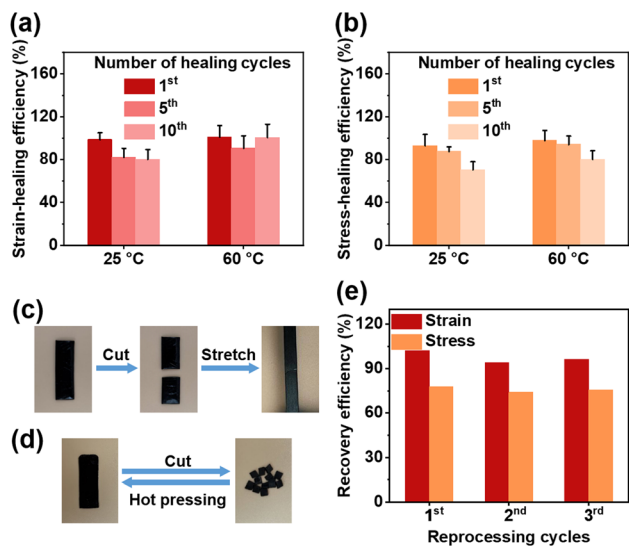 (a)
Strain-healing efficiency (%)
160
120
80
40
0
Number of healing cycles
1st
5th
10th
25 °C
60 °C
(b)
Stress-healing efficiency (%)
160
120
80
40
0
Number of healing cycles
1st
5th
10th
25 °C
60 °C
(c)
Cut
Stretch
(d)
Cut
Hot pressing
(e)
Recovery efficiency (%)
120
90
60
30
0
Strain
Stress
1st
2nd
3rd
Reprocessing cycles